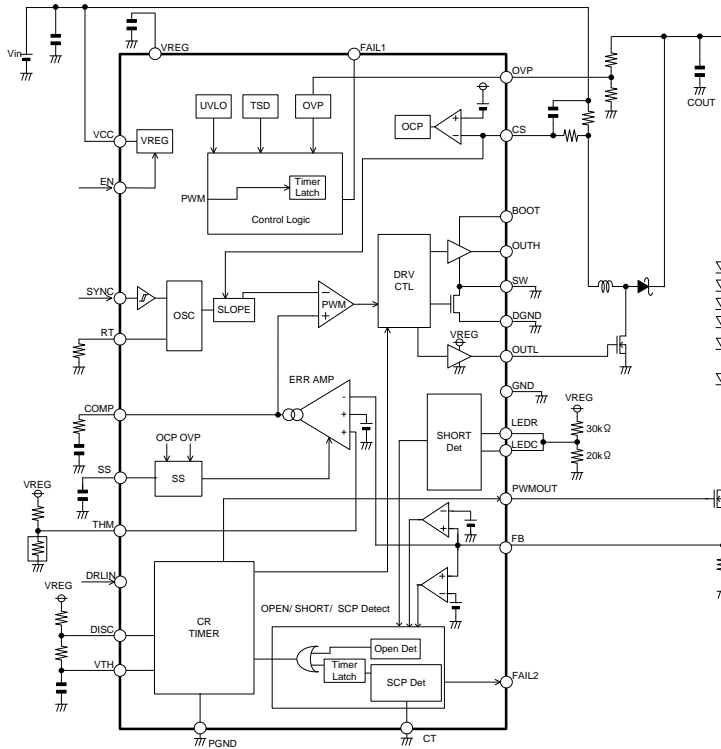 VREG
FAIL1
Vin
OVP
COUT
UVLO
TSD
OVP
OCP
CS
VCC
VREG
EN
PWM
Timer
Latch
Control Logic
BOOT
OUTH
DRV
CTL
SW
SYNC
OSC
SLOPE
PWM
DGND
RT
VREG
OUTL
ERR AMP
GND
VREG
COMP
SHORT
Det
LEDR
30kΩ
LEDC
20kΩ
OCP OVP
SS
SS
VREG
PWMOUT
THM
FB
DRLIN
VREG
CR
TIMER
OPEN/ SHORT/ SCP Detect
DISC
Open Det
Timer
Latch
SCP Det
VTH
FAIL2
PGND
CT